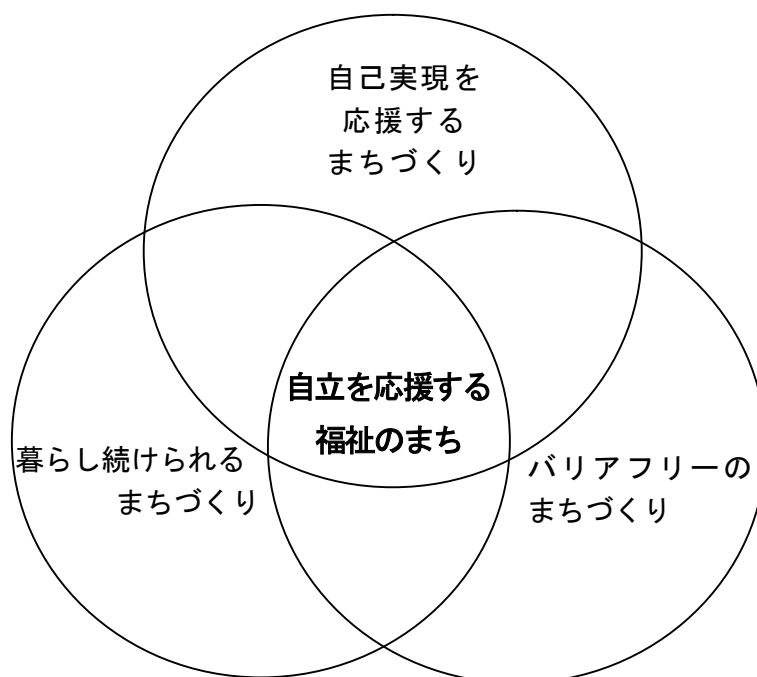 自己実現を
応援する
まちづくり
自立を応援する
福祉のまち
暮らし続けられる
まちづくり
バリアフリーの
まちづくり